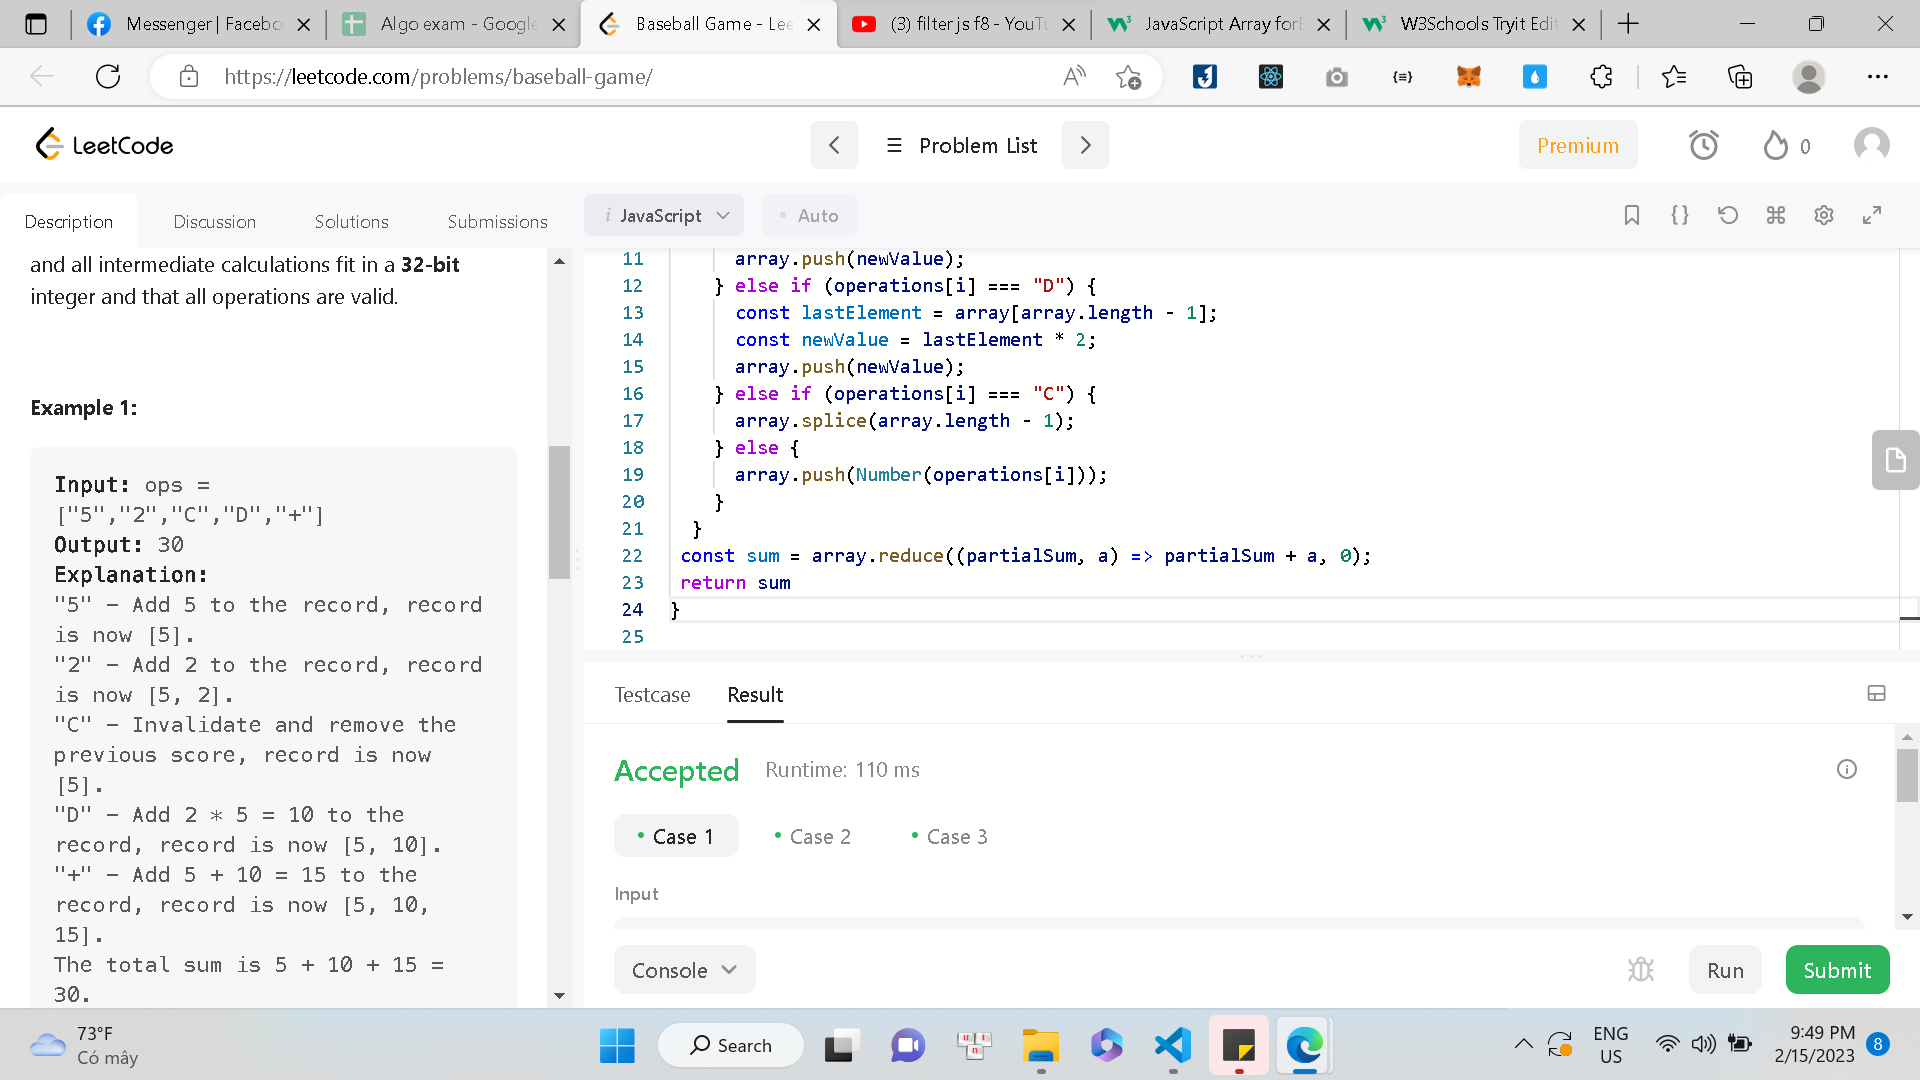 Messenger | Facebo
Algo exam - Google
Baseball Game - Lee
(3) filter js f8 - YouTu
JavaScript Array forE
W3Schools Tryit Edit
https://leetcode.com/problems/baseball-game/
LeetCode
Problem List
Premium
0
Description
Discussion
Solutions
Submissions
i JavaScript
Auto
and all intermediate calculations fit in a 32-bit
integer and that all operations are valid.
Example 1:
Input: ops =
["5","2","C","D","+"]
Output: 30
Explanation:
"5" - Add 5 to the record, record
is now [5].
"2" - Add 2 to the record, record
is now [5, 2].
"C" - Invalidate and remove the
previous score, record is now
[5].
"D" - Add 2 * 5 = 10 to the
record, record is now [5, 10].
"+" - Add 5 + 10 = 15 to the
record, record is now [5, 10,
15].
The total sum is 5 + 10 + 15 =
30.
11 array.push(newValue);
12 } else if (operations[i] === "D") {
13 const lastElement = array[array.length - 1];
14 const newValue = lastElement * 2;
15 array.push(newValue);
16 } else if (operations[i] === "C") {
17 array.splice(array.length - 1);
18 } else {
19 array.push(Number(operations[i]));
20 }
21 }
22 const sum = array.reduce((partialSum, a) => partialSum + a, 0);
23 return sum
24 }
25
Testcase
Result
Accepted
Runtime: 110 ms
Case 1
Case 2
Case 3
Input
Console
Run
Submit
73°F
Có mây
Search
ENG
US
9:49 PM
2/15/2023
8